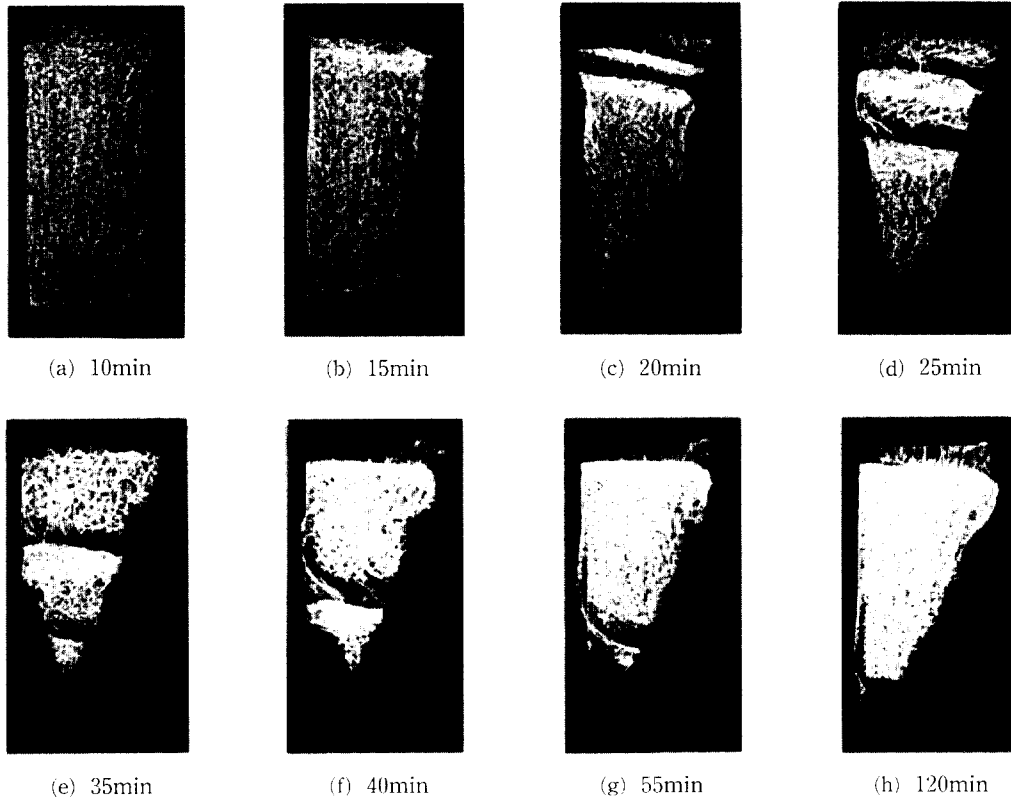 (a) 10min
(b) 15min
(c) 20min
(d) 25min
(e) 35min
(f) 40min
(g) 55min
(h) 120min